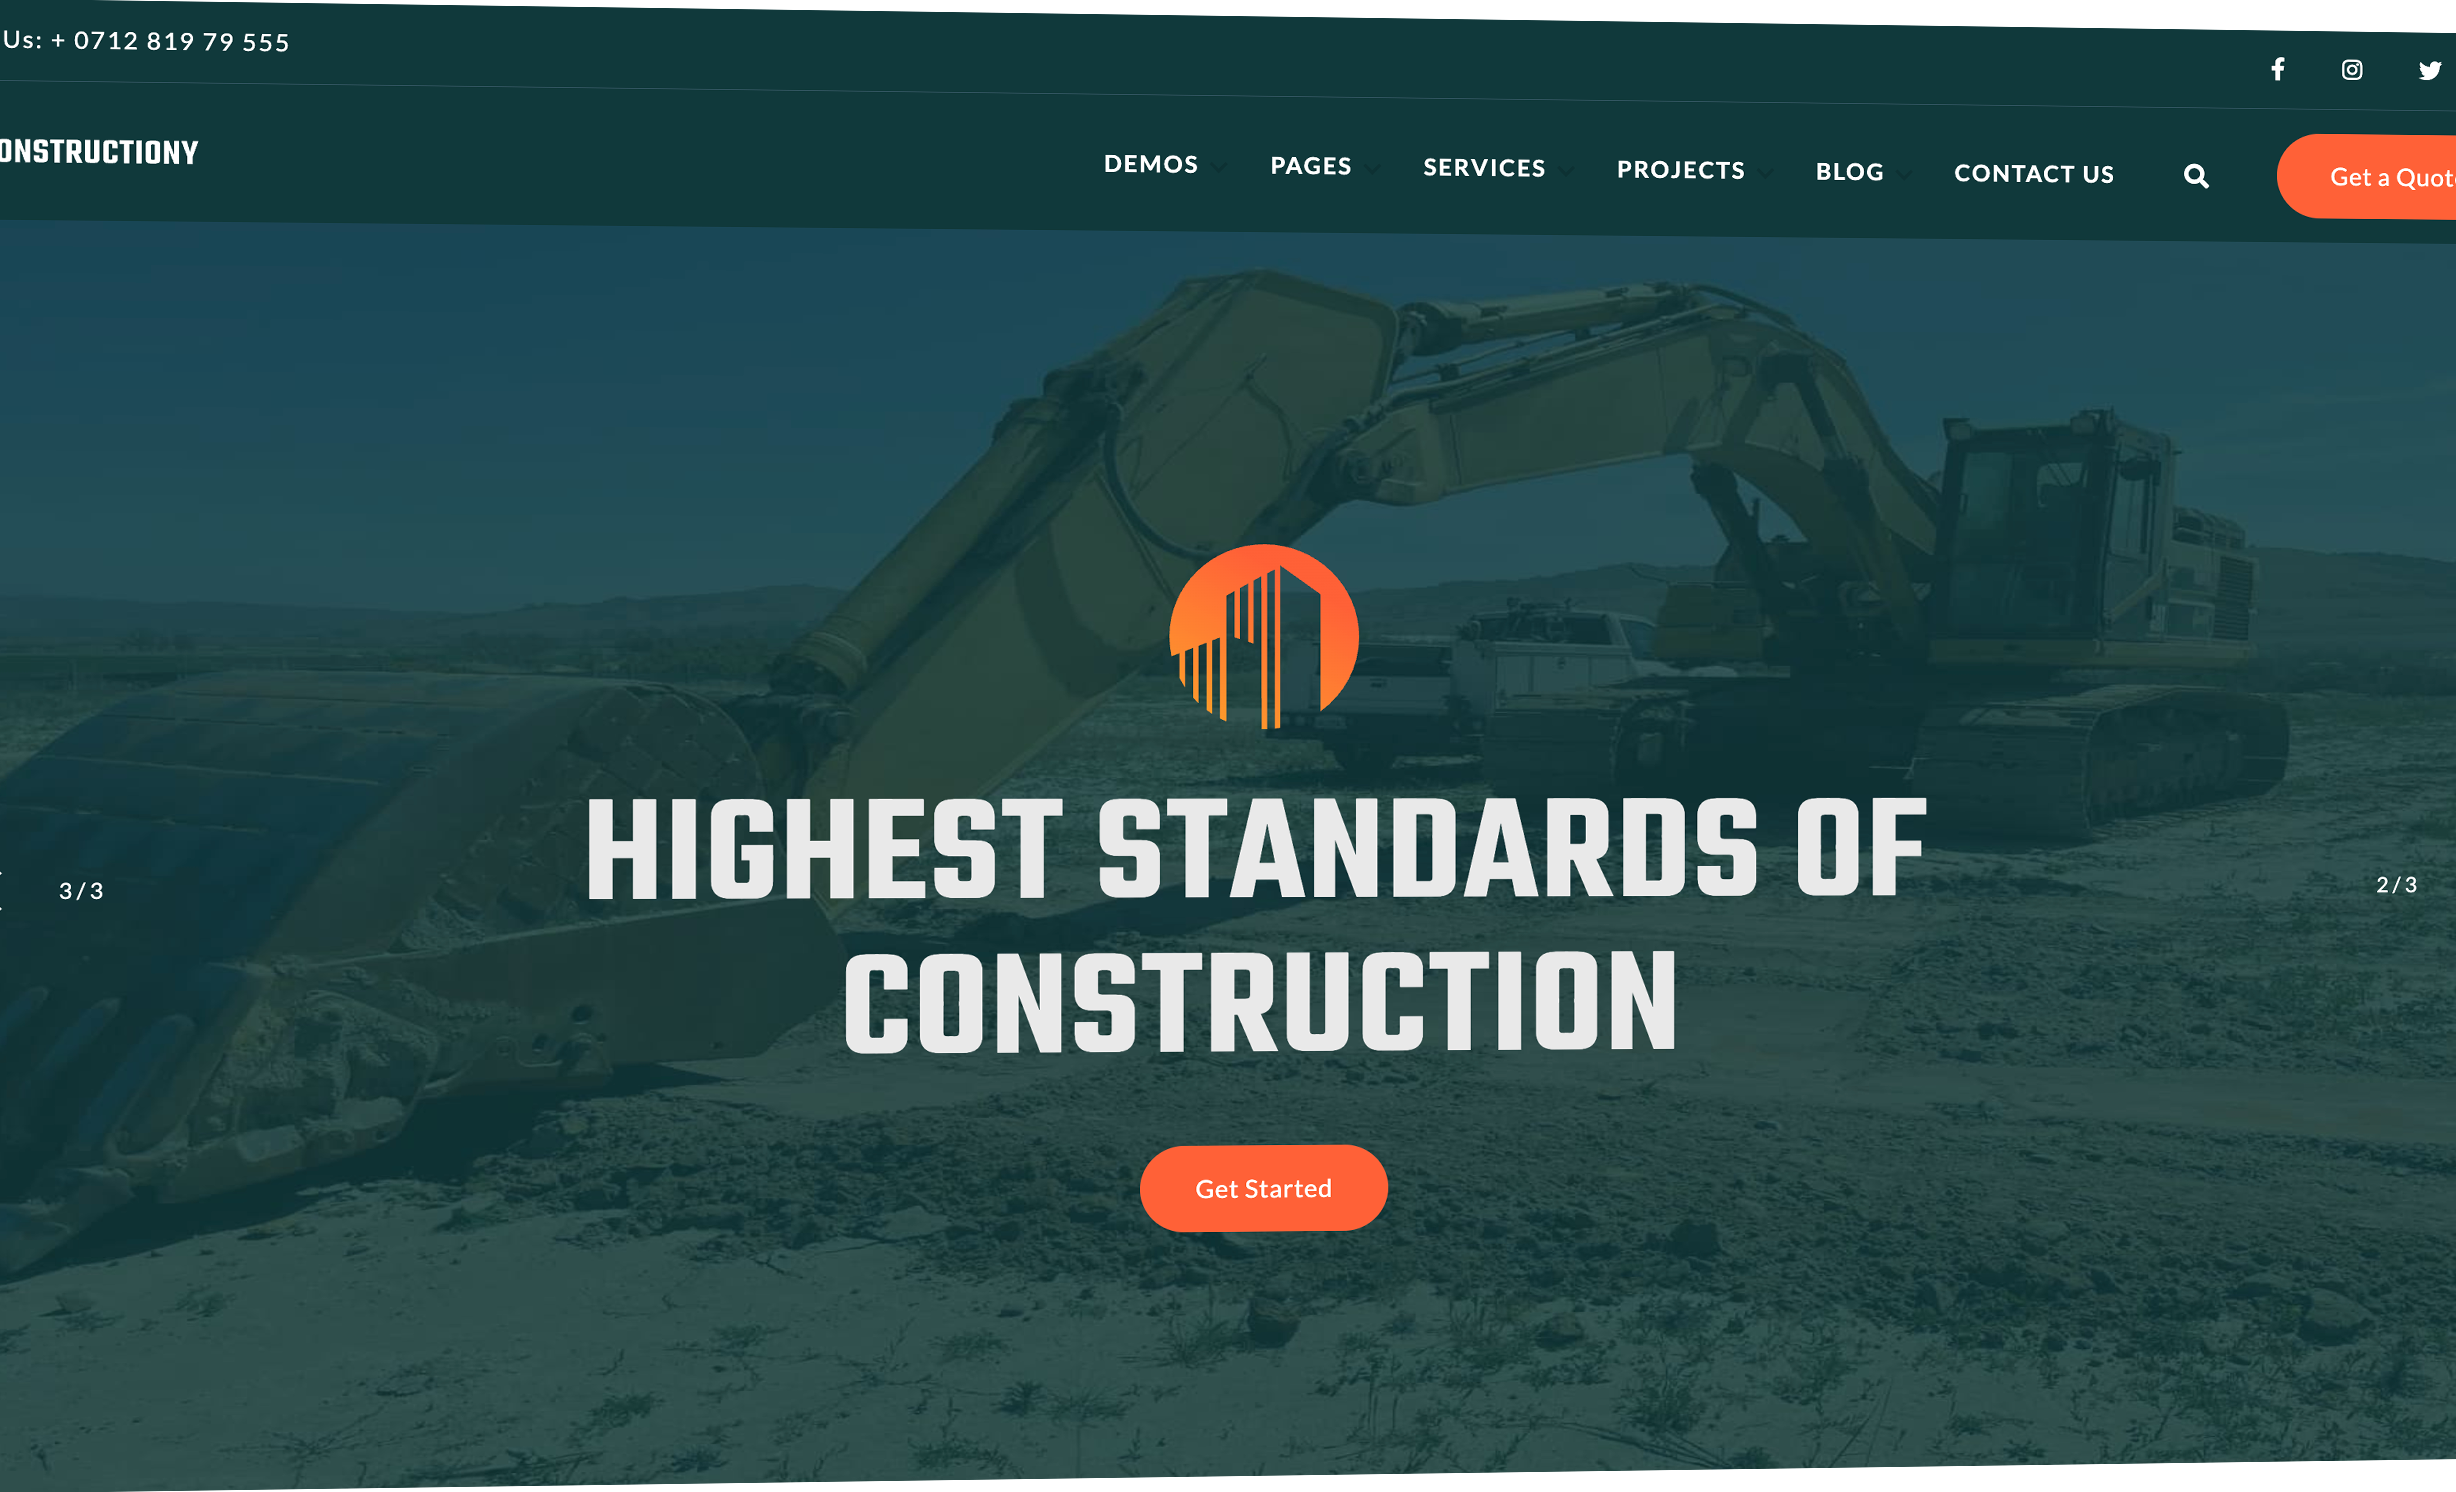 Us: + 0712 819 79 555
ONSTRUCTIONY
DEMOS PAGES SERVICES PROJECTS BLOG CONTACT US Get a Quote
3/3
2/3
HIGHEST STANDARDS OF
CONSTRUCTION
Get Started